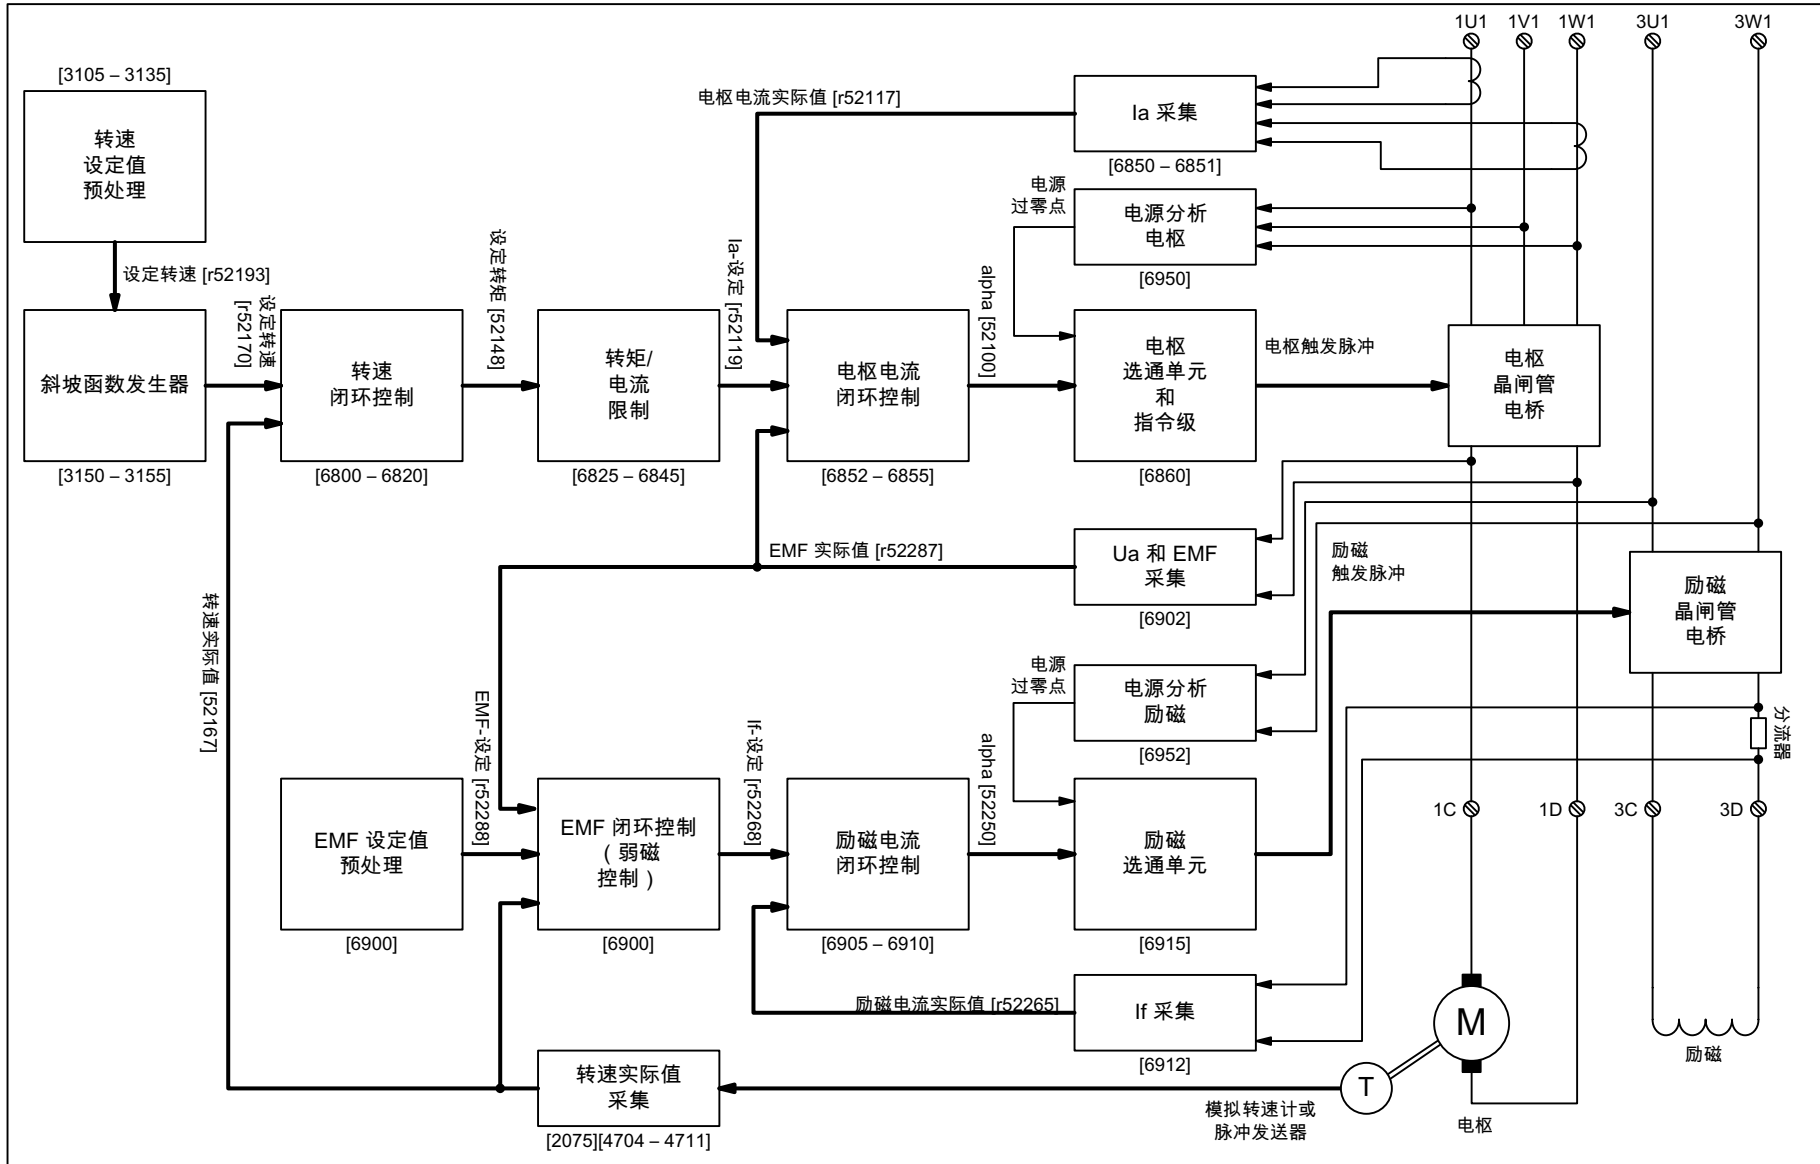 1U1
1V1
1W1
3U1
3W1
[3105 – 3135]
转速
设定值
预处理
电枢电流实际值 [r52117]
Ia 采集
[6850 – 6851]
电源
过零点
电源分析
电枢
[6950]
设定转速 [r52193]
设定转速
[r52170]
设定转矩 [52148]
Ia-设定 [r52119]
alpha [52100]
斜坡函数发生器
[3150 – 3155]
转速
闭环控制
[6800 – 6820]
转矩/
电流
限制
[6825 – 6845]
电枢电流
闭环控制
[6852 – 6855]
电枢
选通单元
和
指令级
[6860]
电枢触发脉冲
电枢
晶闸管
电桥
EMF 实际值 [r52287]
Ua 和 EMF
采集
[6902]
励磁
触发脉冲
励磁
晶闸管
电桥
转速实际值 [52167]
电源
过零点
电源分析
励磁
[6952]
分流器
EMF-设定 [r52288]
If-设定 [r52268]
alpha [52250]
EMF 设定值
预处理
[6900]
EMF 闭环控制
( 弱磁
控制 )
[6900]
励磁电流
闭环控制
[6905 – 6910]
励磁
选通单元
[6915]
1C
1D
3C
3D
励磁电流实际值 [r52265]
If 采集
[6912]
M
励磁
转速实际值
采集
[2075][4704 – 4711]
T
模拟转速计或
脉冲发送器
电枢